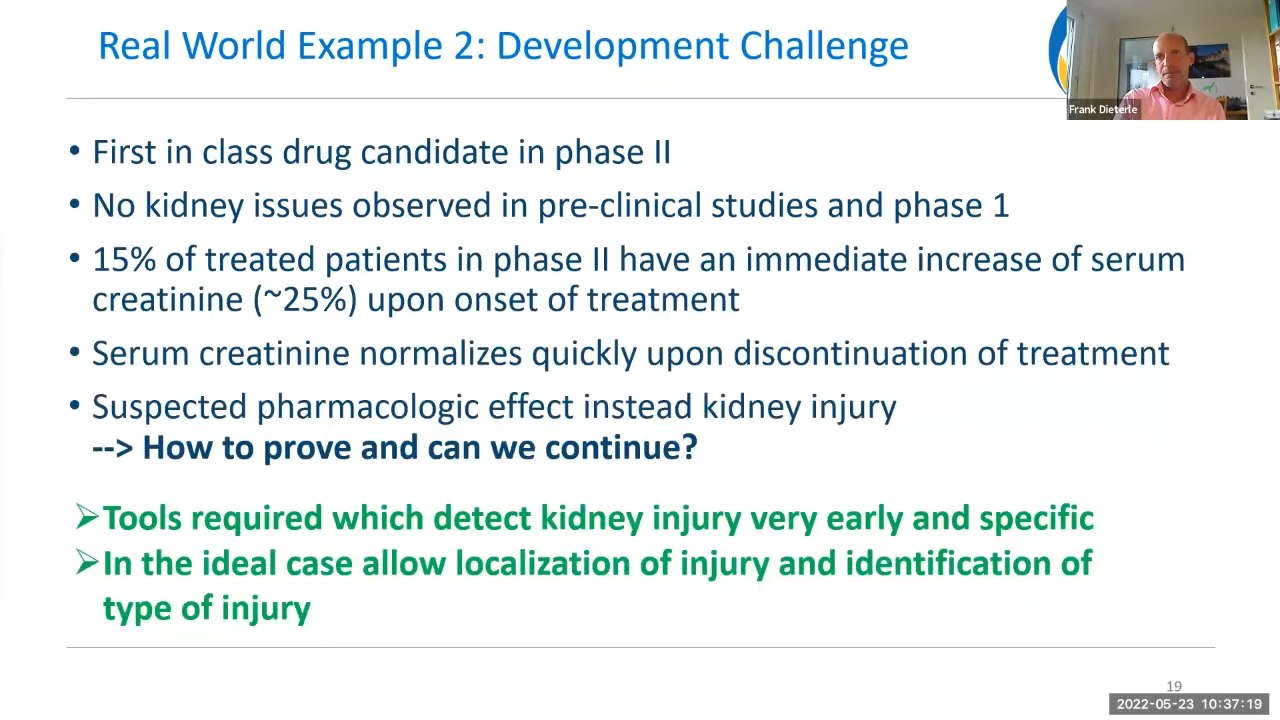 Real World Example 2: Development Challenge
Frank Dieterle
• First in class drug candidate in phase II
• No kidney issues observed in pre-clinical studies and phase 1
• 15% of treated patients in phase II have an immediate increase of serum
creatinine (~25%) upon onset of treatment
• Serum creatinine normalizes quickly upon discontinuation of treatment
• Suspected pharmacologic effect instead kidney injury
--> How to prove and can we continue?
➢Tools required which detect kidney injury very early and specific
➢In the ideal case allow localization of injury and identification of
type of injury
19
2022-05-23 10:37:19